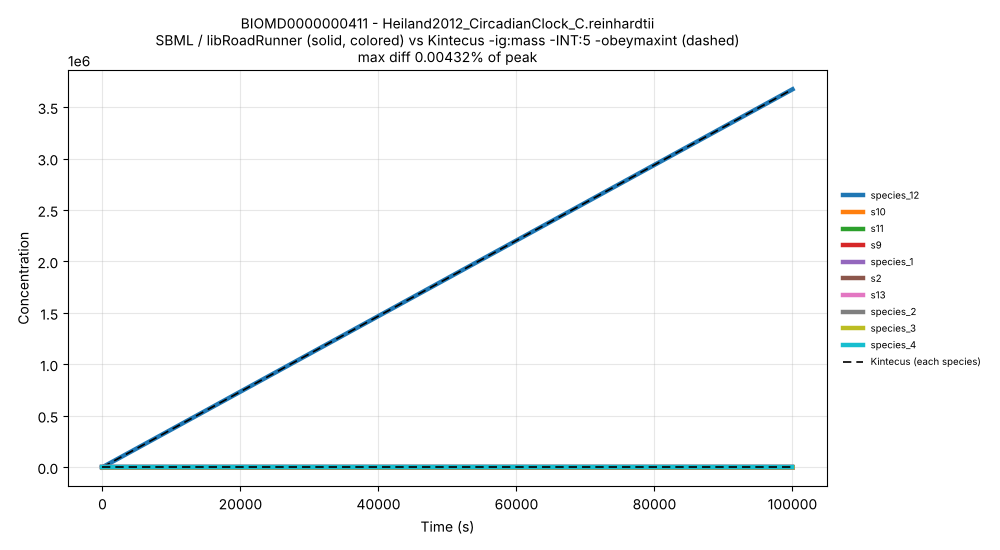 BIOMD0000000411 - Heiland2012_CircadianClock_C.reinhardtii
SBML / libRoadRunner (solid, colored) vs Kintecus -ig:mass -INT:5 -obeymaxint (dashed)
max diff 0.00432% of peak
1e6
3.5
3.0
2.5
2.0
1.5
1.0
0.5
0.0
Concentration
0
20000
40000
60000
80000
100000
Time (s)
species_12
s10
s11
s9
species_1
s2
s13
species_2
species_3
species_4
Kintecus (each species)